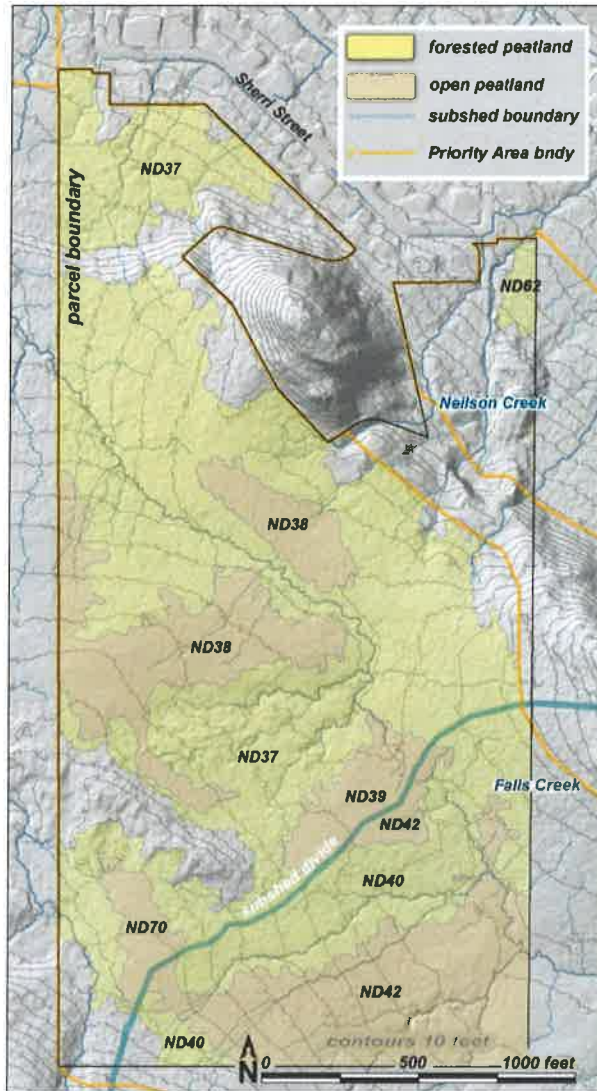 forested peatland
open peatland
subshed boundary
Priority Area bndy
Sherri Street
ND37
parcel boundary
ND62
Neilson Creek
ND38
ND38
ND37
ND39
Falls Creek
ND42
subshed divide
ND40
ND70
ND42
ND40
contours 10 feet
N
0 500 1000 feet